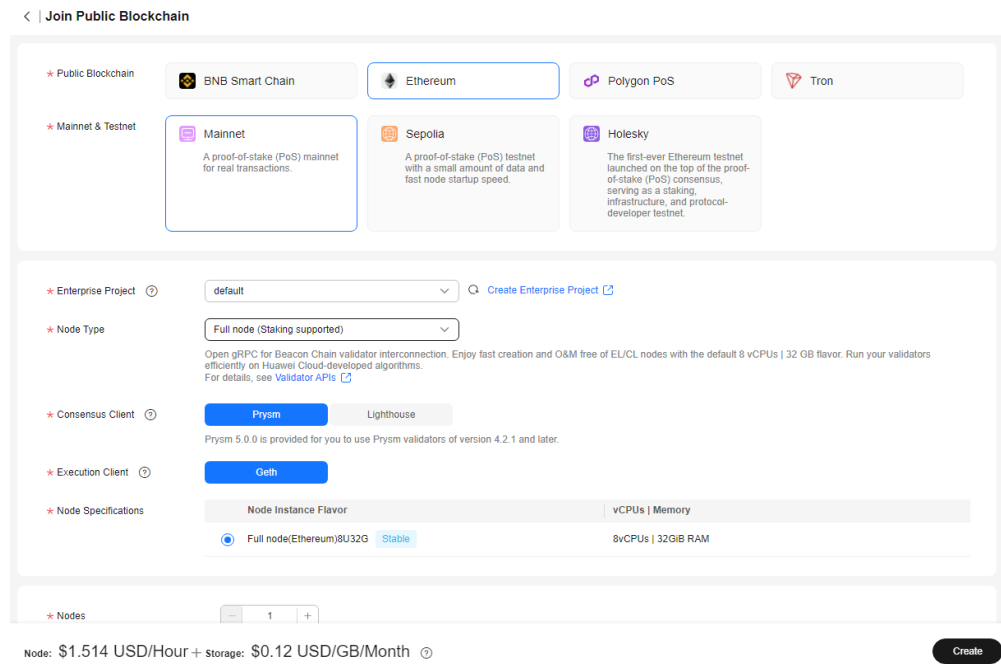 < | Join Public Blockchain
* Public Blockchain
BNB Smart Chain
Ethereum
Polygon PoS
Tron
* Mainnet & Testnet
Mainnet
A proof-of-stake (PoS) mainnet
for real transactions.
Sepolia
A proof-of-stake (PoS) testnet
with a small amount of data and
fast node startup speed.
Holesky
The first-ever Ethereum testnet
launched on the top of the proof-
of-stake (PoS) consensus,
serving as a staking,
infrastructure, and protocol-
developer testnet.
* Enterprise Project ?
default
Create Enterprise Project
* Node Type
Full node (Staking supported)
Open gRPC for Beacon Chain validator interconnection. Enjoy fast creation and O&M free of EL/CL nodes with the default 8 vCPUs | 32 GB flavor. Run your validators
efficiently on Huawei Cloud-developed algorithms.
For details, see Validator APIs
* Consensus Client ?
Prysm
Lighthouse
Prysm 5.0.0 is provided for you to use Prysm validators of version 4.2.1 and later.
* Execution Client ?
Geth
* Node Specifications
Node Instance Flavor
vCPUs | Memory
Full node(Ethereum)8U32G Stable
8vCPUs | 32GiB RAM
* Nodes
− 1 +
Node: $1.514 USD/Hour + Storage: $0.12 USD/GB/Month ?
Create